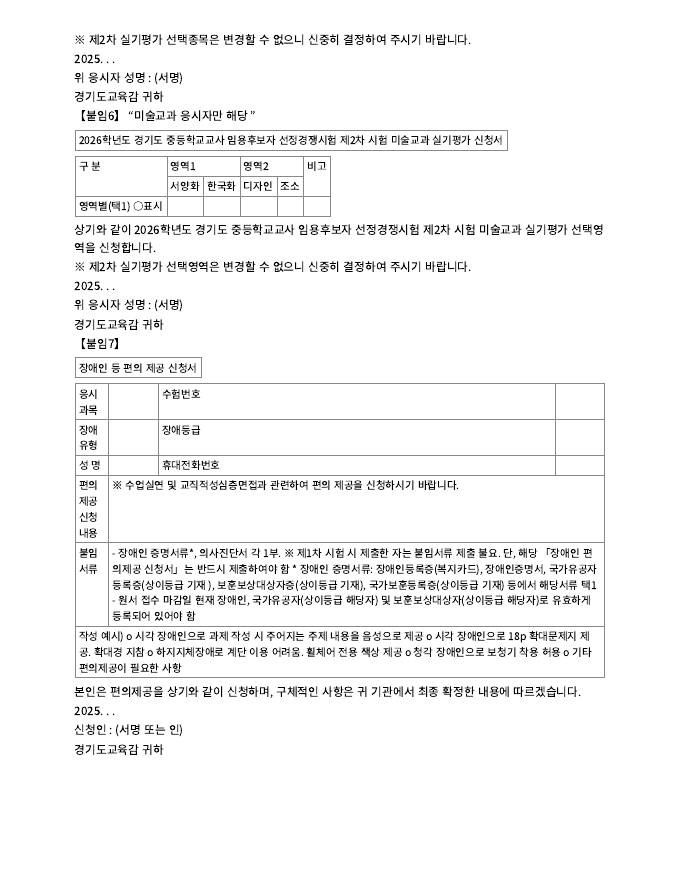 ※ 제2차 실기평가 선택종목은 변경할 수 없으니 신중히 결정하여 주시기 바랍니다.
2025. . .
위 응시자 성명 : (서명)
경기도교육감 귀하
【붙임6】 “미술교과 응시자만 해당 ”
2026학년도 경기도 중등학교교사 임용후보자 선정경쟁시험 제2차 시험 미술교과 실기평가 신청서
구 분 영역1 영역2 비고
서양화 한국화 디자인 조소
영역별(택1) ○표시
상기와 같이 2026학년도 경기도 중등학교교사 임용후보자 선정경쟁시험 제2차 시험 미술교과 실기평가 선택영
역을 신청합니다.
※ 제2차 실기평가 선택영역은 변경할 수 없으니 신중히 결정하여 주시기 바랍니다.
2025. . .
위 응시자 성명 : (서명)
경기도교육감 귀하
【붙임7】
장애인 등 편의 제공 신청서
응시 수험번호
과목
장애 장애등급
유형
성 명 휴대전화번호
편의 ※ 수업실연 및 교직적성심층면접과 관련하여 편의 제공을 신청하시기 바랍니다.
제공
신청
내용
붙임 - 장애인 증명서류*, 의사진단서 각 1부. ※ 제1차 시험 시 제출한 자는 붙임서류 제출 불요. 단, 해당 「장애인 편
서류 의제공 신청서」는 반드시 제출하여야 함 * 장애인 증명서류: 장애인등록증(복지카드), 장애인증명서, 국가유공자
등록증(상이등급 기재 ), 보훈보상대상자증(상이등급 기재), 국가보훈등록증(상이등급 기재) 등에서 해당서류 택1
- 원서 접수 마감일 현재 장애인, 국가유공자(상이등급 해당자) 및 보훈보상대상자(상이등급 해당자)로 유효하게
등록되어 있어야 함
작성 예시) o 시각 장애인으로 과제 작성 시 주어지는 주제 내용을 음성으로 제공 o 시각 장애인으로 18p 확대문제지 제
공. 확대경 지참 o 하지지체장애로 계단 이용 어려움. 휠체어 전용 책상 제공 o 청각 장애인으로 보청기 착용 허용 o 기타
편의제공이 필요한 사항
본인은 편의제공을 상기와 같이 신청하며, 구체적인 사항은 귀 기관에서 최종 확정한 내용에 따르겠습니다.
2025. . .
신청인 : (서명 또는 인)
경기도교육감 귀하